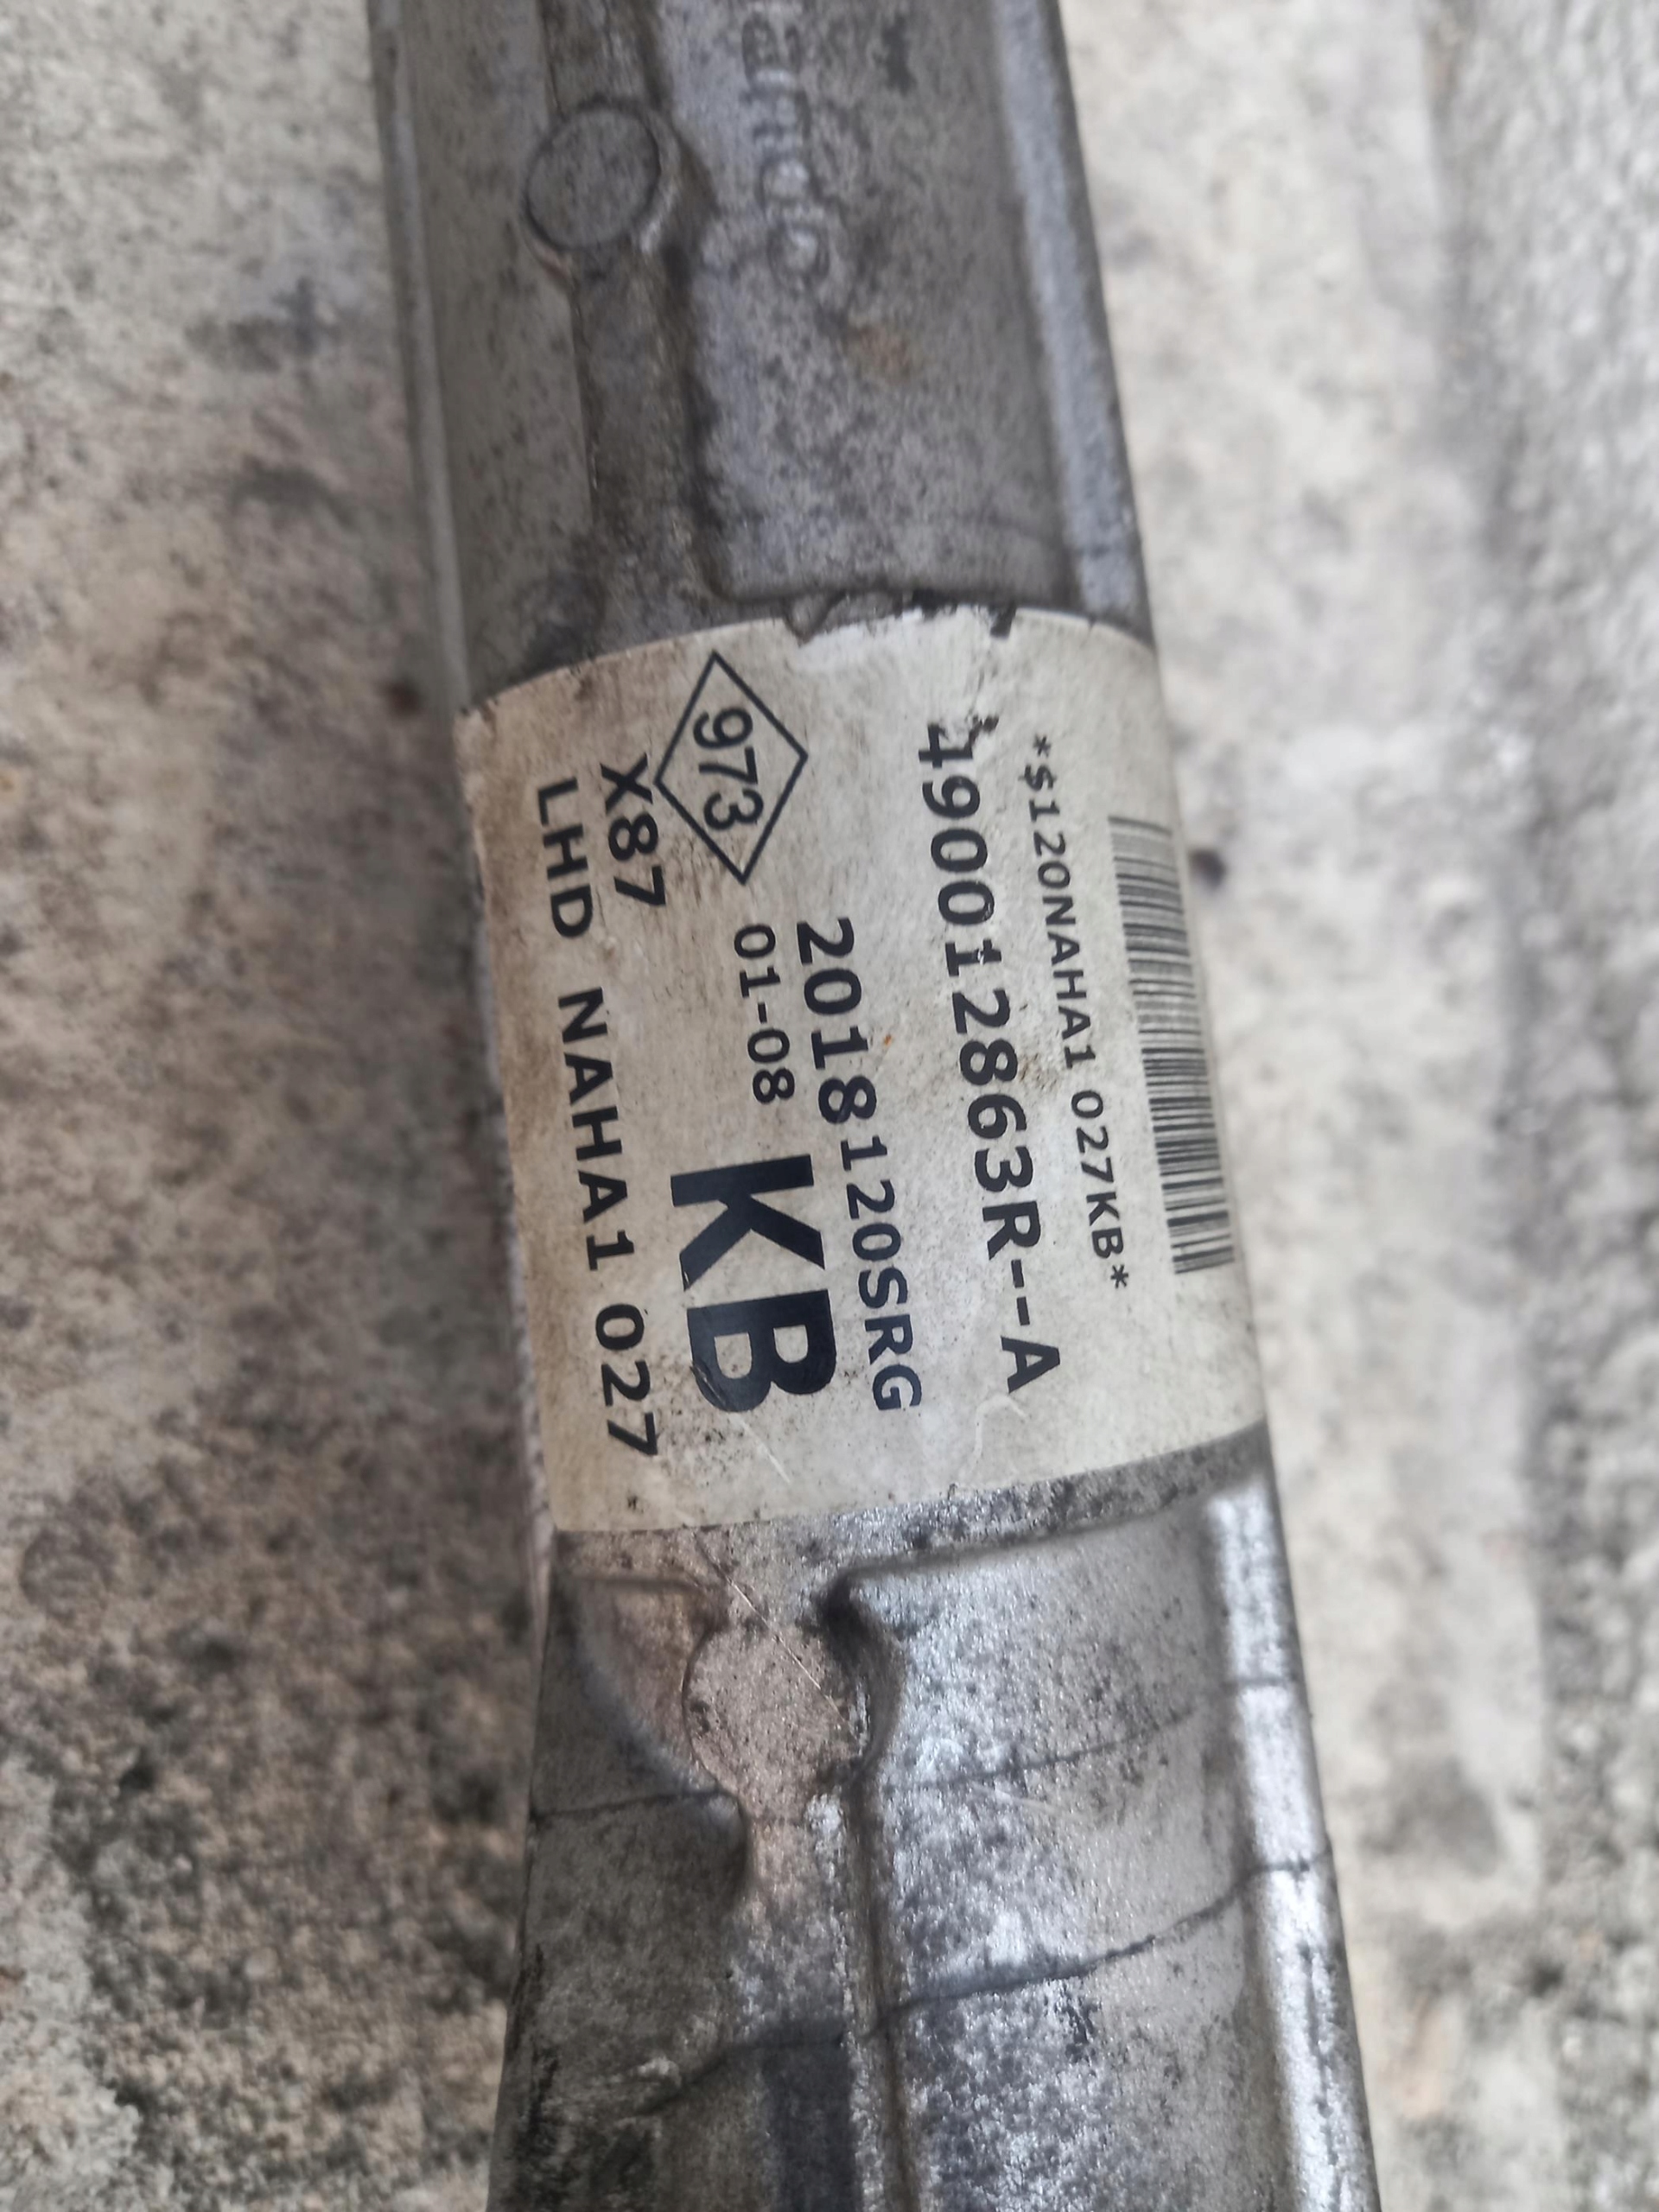 *$120NAHA1 027KB*
490012863R--A
2018120SRG
973
01-08
KB
X87
LHD NAHA1 027